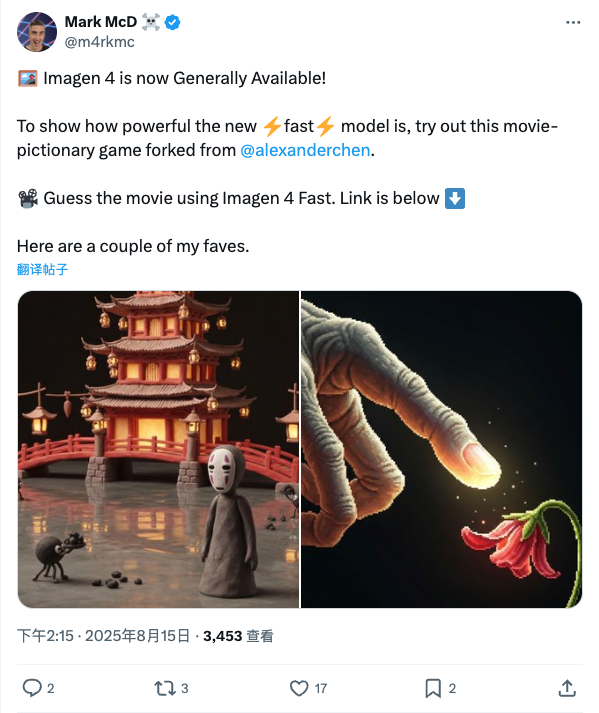 Mark McD ☠️
@m4rkmc
🖼️ Imagen 4 is now Generally Available!
To show how powerful the new ⚡fast⚡ model is, try out this movie-
pictionary game forked from @alexanderchen.
🎥 Guess the movie using Imagen 4 Fast. Link is below ⬇️
Here are a couple of my faves.
翻译帖子
下午2:15 · 2025年8月15日 · 3,453 查看
2
3
17
2